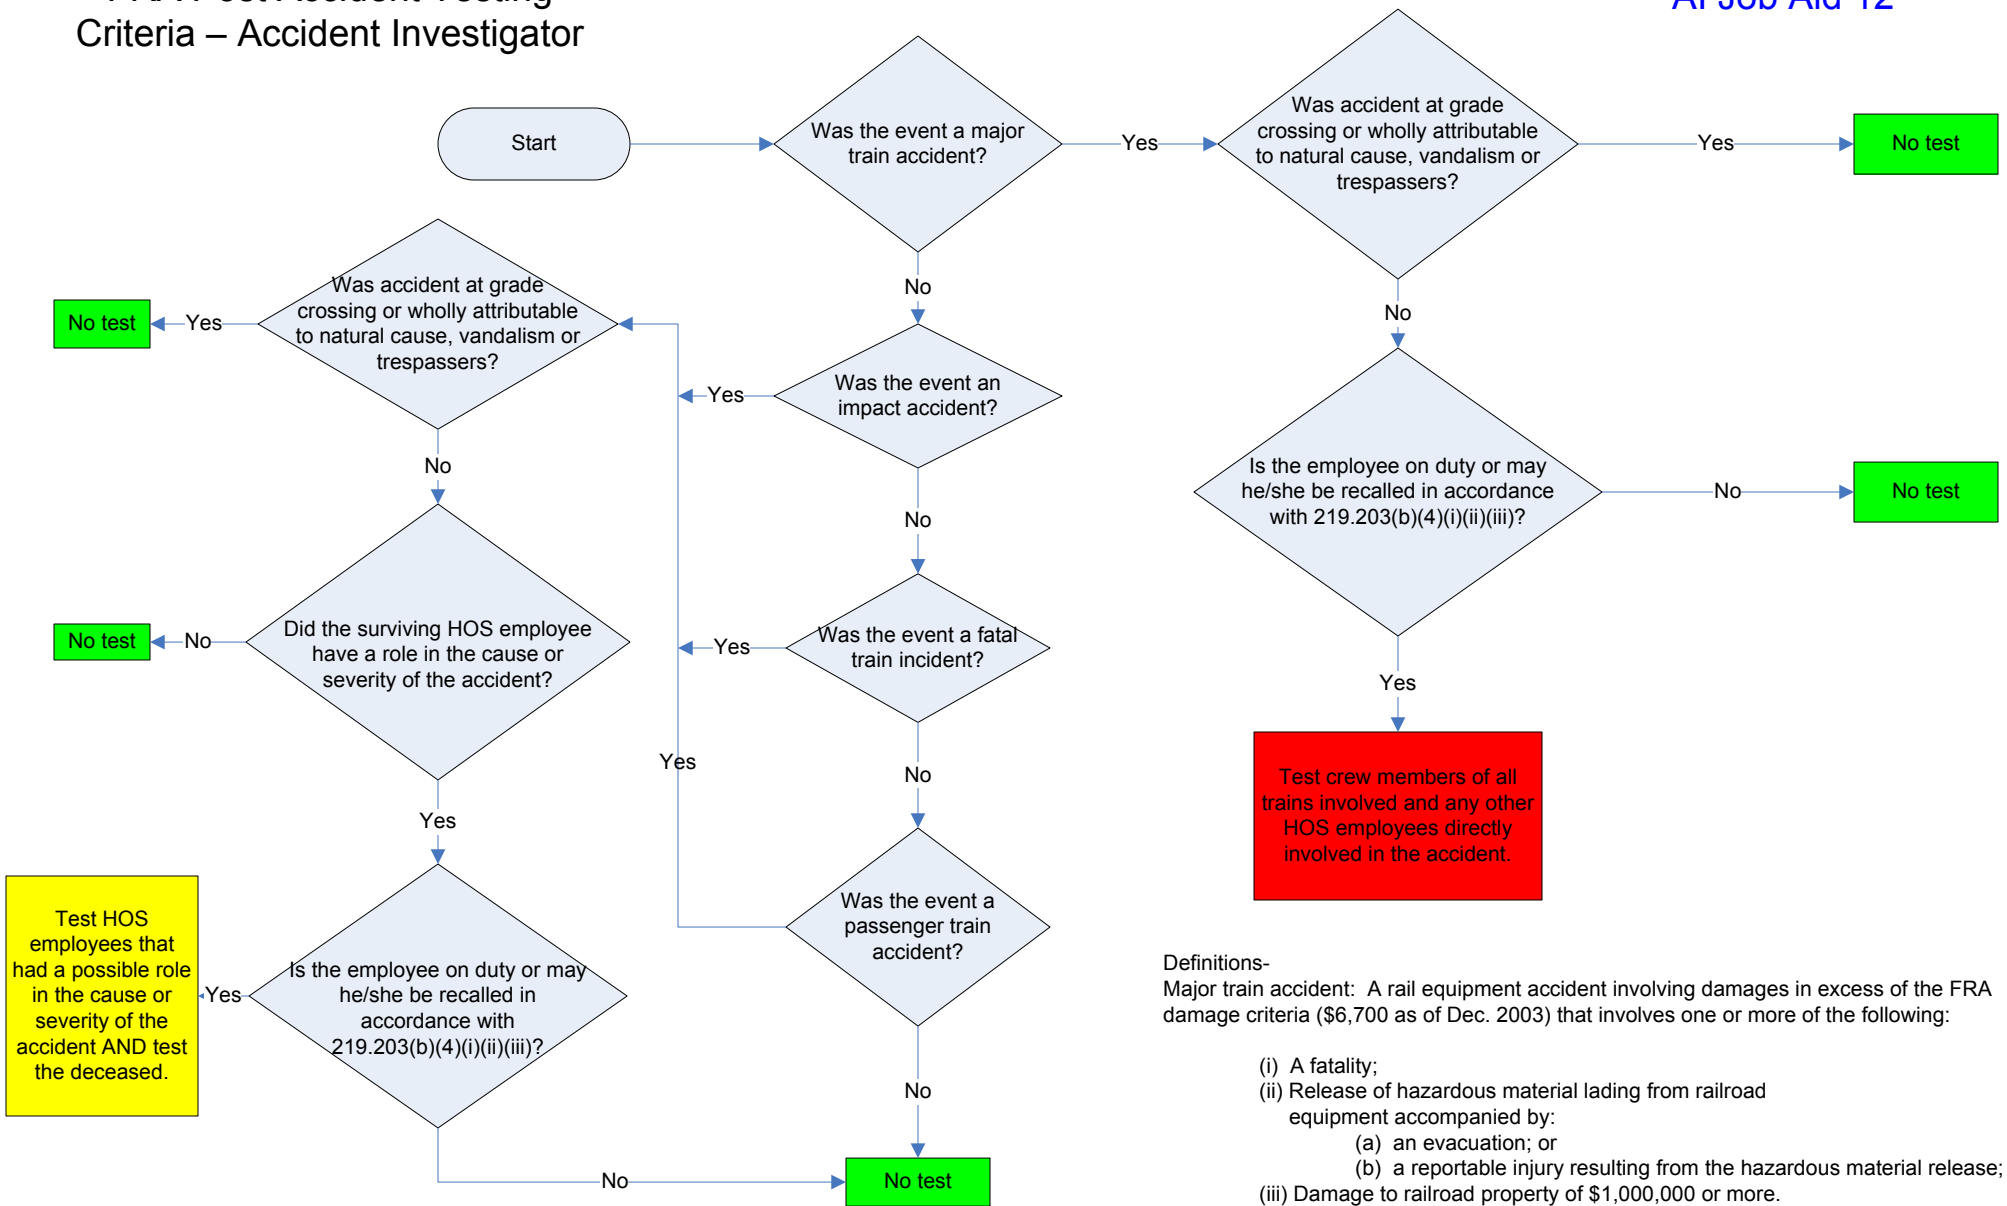 Criteria – Accident Investigator
AI Job Aid 12
Start
Was the event a major
train accident?
Yes
Was accident at grade
crossing or wholly attributable
to natural cause, vandalism or
trespassers?
Yes
No test
No
No
Was accident at grade
crossing or wholly attributable
to natural cause, vandalism or
trespassers?
Yes
No test
Was the event an
impact accident?
Yes
No
No
Is the employee on duty or may
he/she be recalled in accordance
with 219.203(b)(4)(i)(ii)(iii)?
No
No test
Did the surviving HOS employee
have a role in the cause or
severity of the accident?
No
No test
Was the event a fatal
train incident?
Yes
Yes
No
Yes
Yes
Test crew members of all
trains involved and any other
HOS employees directly
involved in the accident.
Was the event a
passenger train
accident?
Is the employee on duty or may
he/she be recalled in
accordance with
219.203(b)(4)(i)(ii)(iii)?
Yes
Test HOS
employees that
had a possible role
in the cause or
severity of the
accident AND test
the deceased.
No
No
No test
Definitions-
Major train accident:  A rail equipment accident involving damages in excess of the FRA
damage criteria ($6,700 as of Dec. 2003) that involves one or more of the following:
(i)  A fatality;
(ii) Release of hazardous material lading from railroad
equipment accompanied by:
(a)  an evacuation; or
(b)  a reportable injury resulting from the hazardous material release;
(iii) Damage to railroad property of $1,000,000 or more.